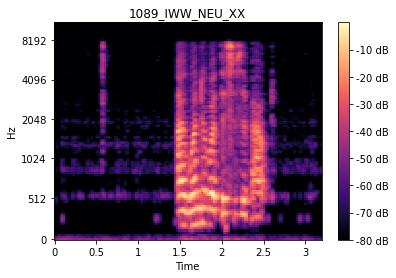 1089_IWW_NEU_XX
8192
4096
2048
1024
512
0
Hz
0
0.5
1
1.5
2
2.5
3
Time
-10 dB
-20 dB
-30 dB
-40 dB
-50 dB
-60 dB
-70 dB
-80 dB